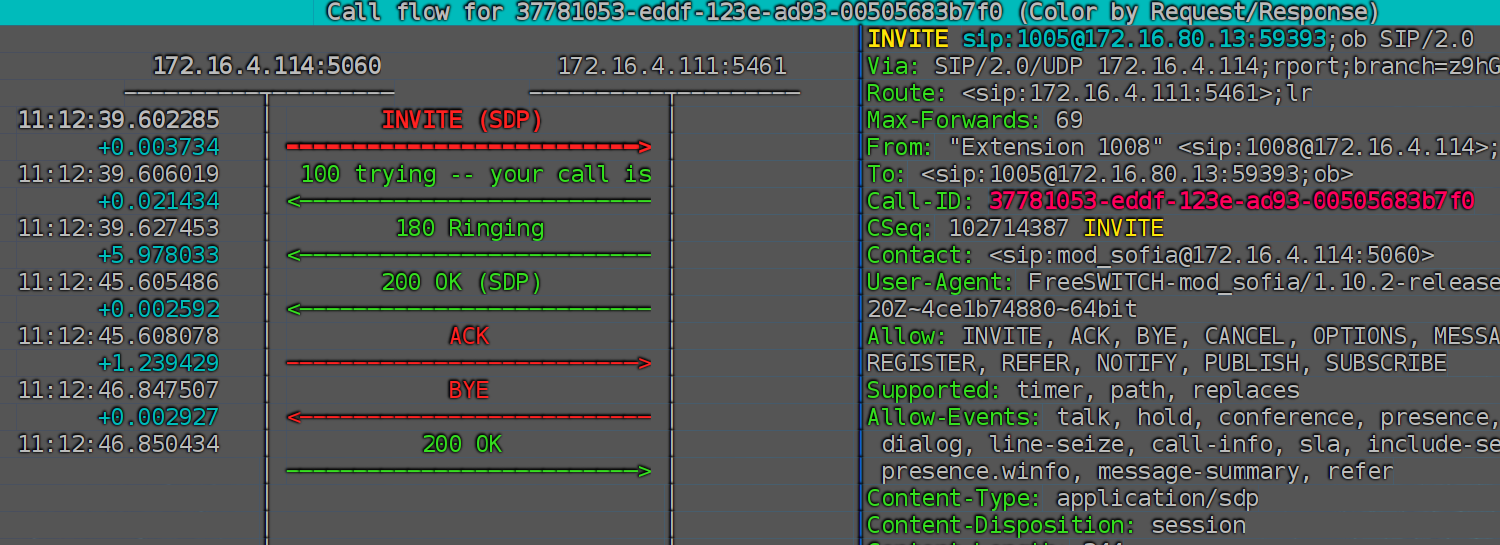 Call flow for 37781053-eddf-123e-ad93-00505683b7f0 (Color by Request/Response)
172.16.4.114:5060 172.16.4.111:5461
11:12:39.602285 INVITE (SDP)
+0.003734
11:12:39.606019 100 trying -- your call is
+0.021434
11:12:39.627453 180 Ringing
+5.978033
11:12:45.605486 200 OK (SDP)
+0.002592
11:12:45.608078 ACK
+1.239429
11:12:46.847507 BYE
+0.002927
11:12:46.850434 200 OK
INVITE sip:1005@172.16.80.13:59393;ob SIP/2.0
Via: SIP/2.0/UDP 172.16.4.114;rport;branch=z9hG
Route: <sip:172.16.4.111:5461>;lr
Max-Forwards: 69
From: "Extension 1008" <sip:1008@172.16.4.114>;
To: <sip:1005@172.16.80.13:59393;ob>
Call-ID: 37781053-eddf-123e-ad93-00505683b7f0
CSeq: 102714387 INVITE
Contact: <sip:mod_sofia@172.16.4.114:5060>
User-Agent: FreeSWITCH-mod_sofia/1.10.2-release
20Z~4ce1b74880~64bit
Allow: INVITE, ACK, BYE, CANCEL, OPTIONS, MESSA
REGISTER, REFER, NOTIFY, PUBLISH, SUBSCRIBE
Supported: timer, path, replaces
Allow-Events: talk, hold, conference, presence,
dialog, line-seize, call-info, sla, include-se
presence.winfo, message-summary, refer
Content-Type: application/sdp
Content-Disposition: session